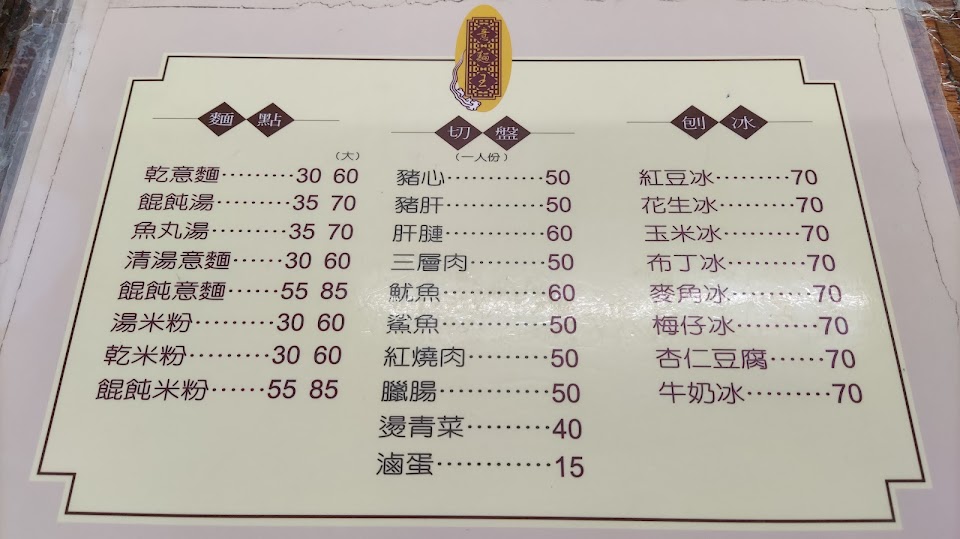 意麵王
麵點
(大)
乾意麵………30 60
餛飩湯………35 70
魚丸湯………35 70
清湯意麵……30 60
餛飩意麵……55 85
湯米粉………30 60
乾米粉………30 60
餛飩米粉……55 85
切盤
(一人份)
豬心…………50
豬肝…………50
肝腱…………60
三層肉………50
魷魚…………60
鯊魚…………50
紅燒肉………50
臘腸…………50
燙青菜………40
滷蛋…………15
刨冰
紅豆冰………70
花生冰………70
玉米冰………70
布丁冰………70
麥角冰………70
梅仔冰………70
杏仁豆腐……70
牛奶冰………70